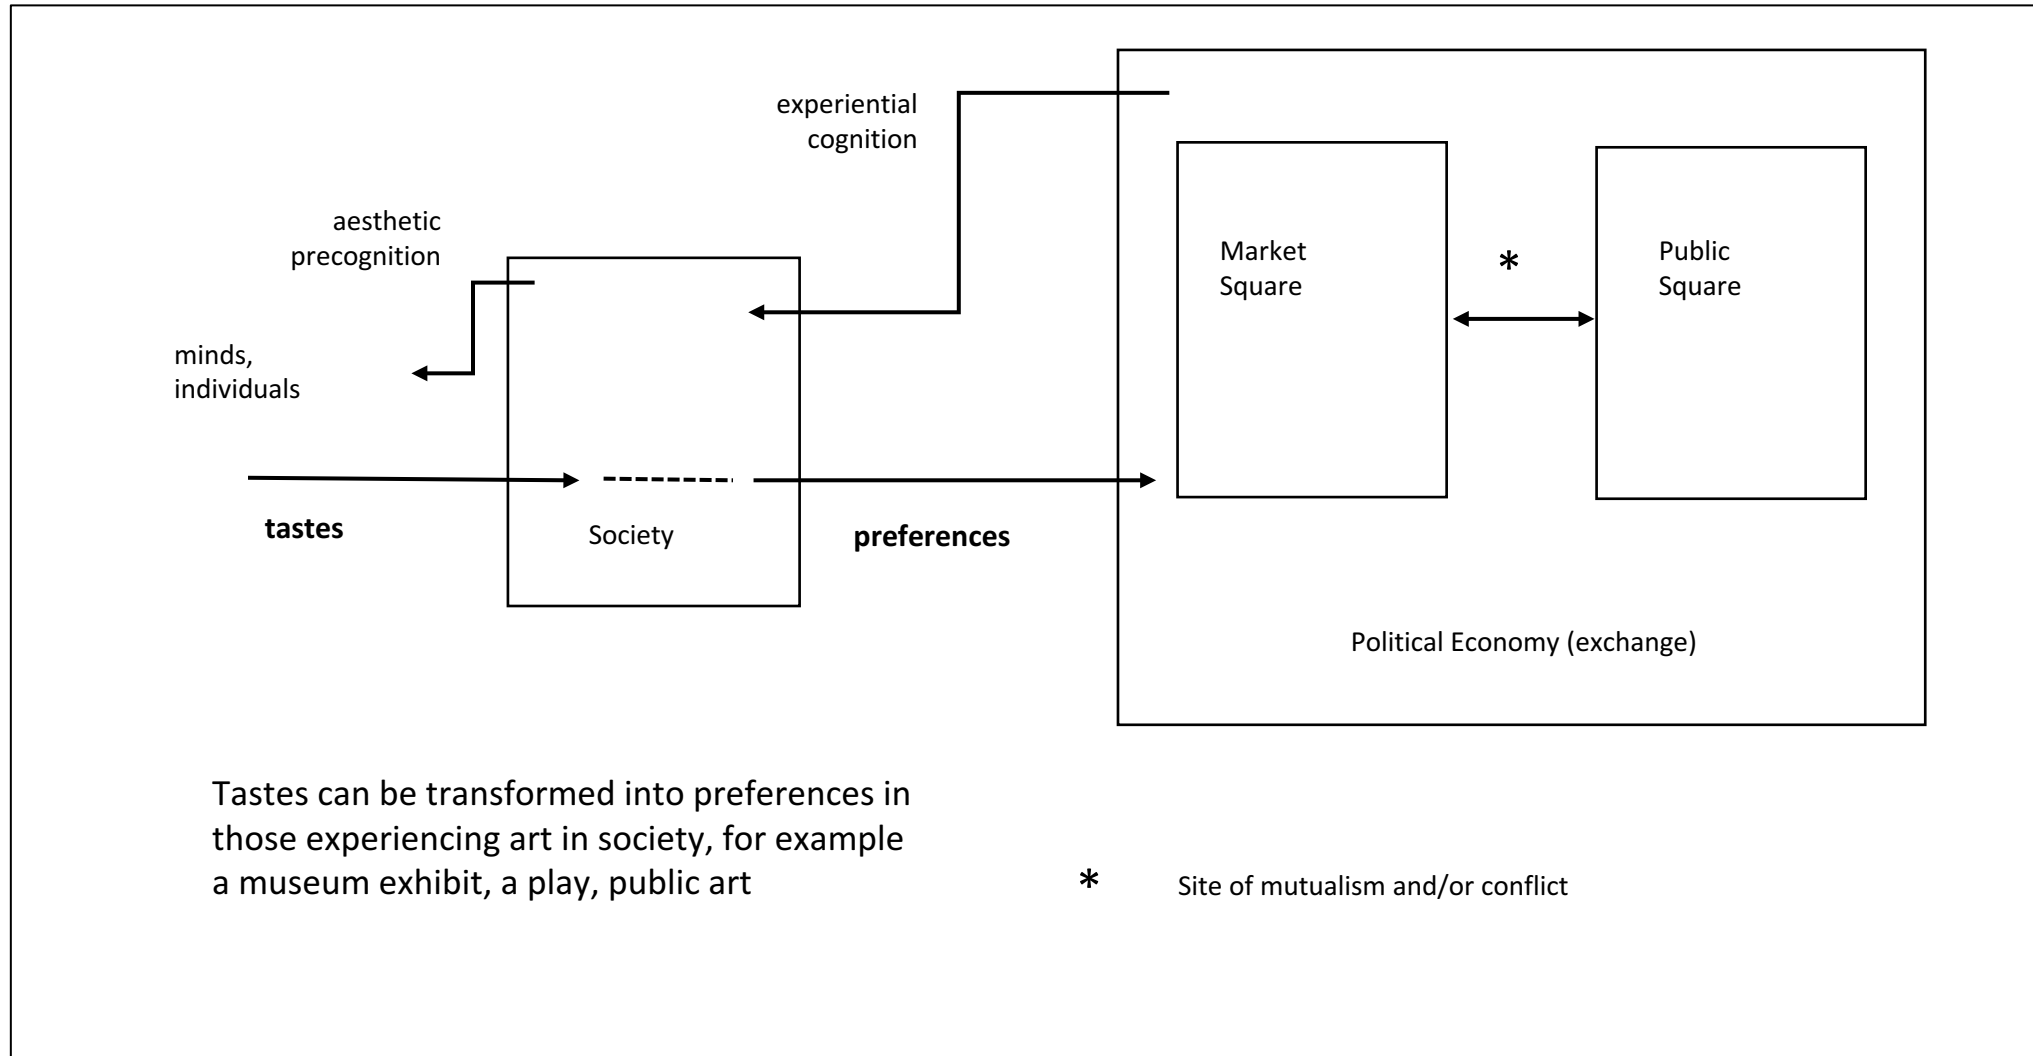 experiential
cognition
aesthetic
precognition
minds,
individuals
Market
Square
*
Public
Square
tastes
Society
preferences
Political Economy (exchange)
Tastes can be transformed into preferences in
those experiencing art in society, for example
a museum exhibit, a play, public art
* Site of mutualism and/or conflict